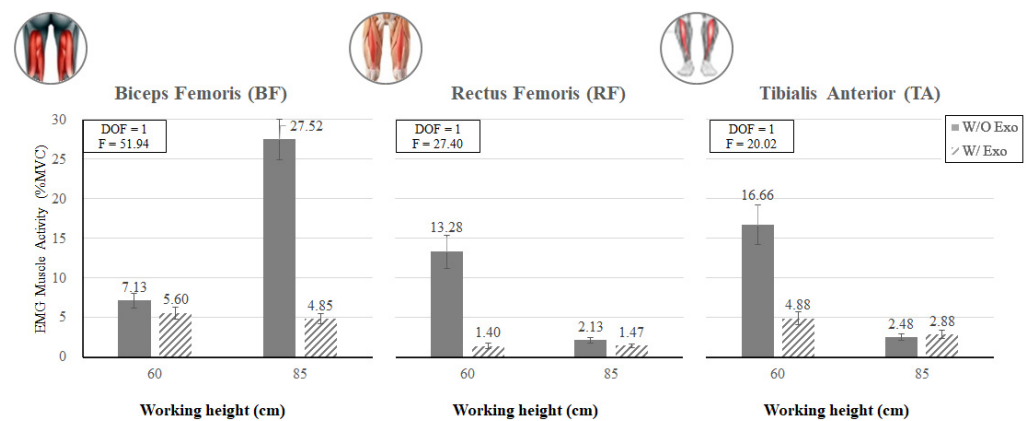 Biceps Femoris (BF)
Rectus Femoris (RF)
Tibialis Anterior (TA)
EMG Muscle Activity (%MVC)
30
25
20
15
10
5
0
DOF = 1
F = 51.94
7.13
5.60
27.52
4.85
60
85
Working height (cm)
DOF = 1
F = 27.40
13.28
1.40
2.13
1.47
60
85
Working height (cm)
DOF = 1
F = 20.02
16.66
4.88
2.48
2.88
60
85
Working height (cm)
W/O Exo
W/ Exo